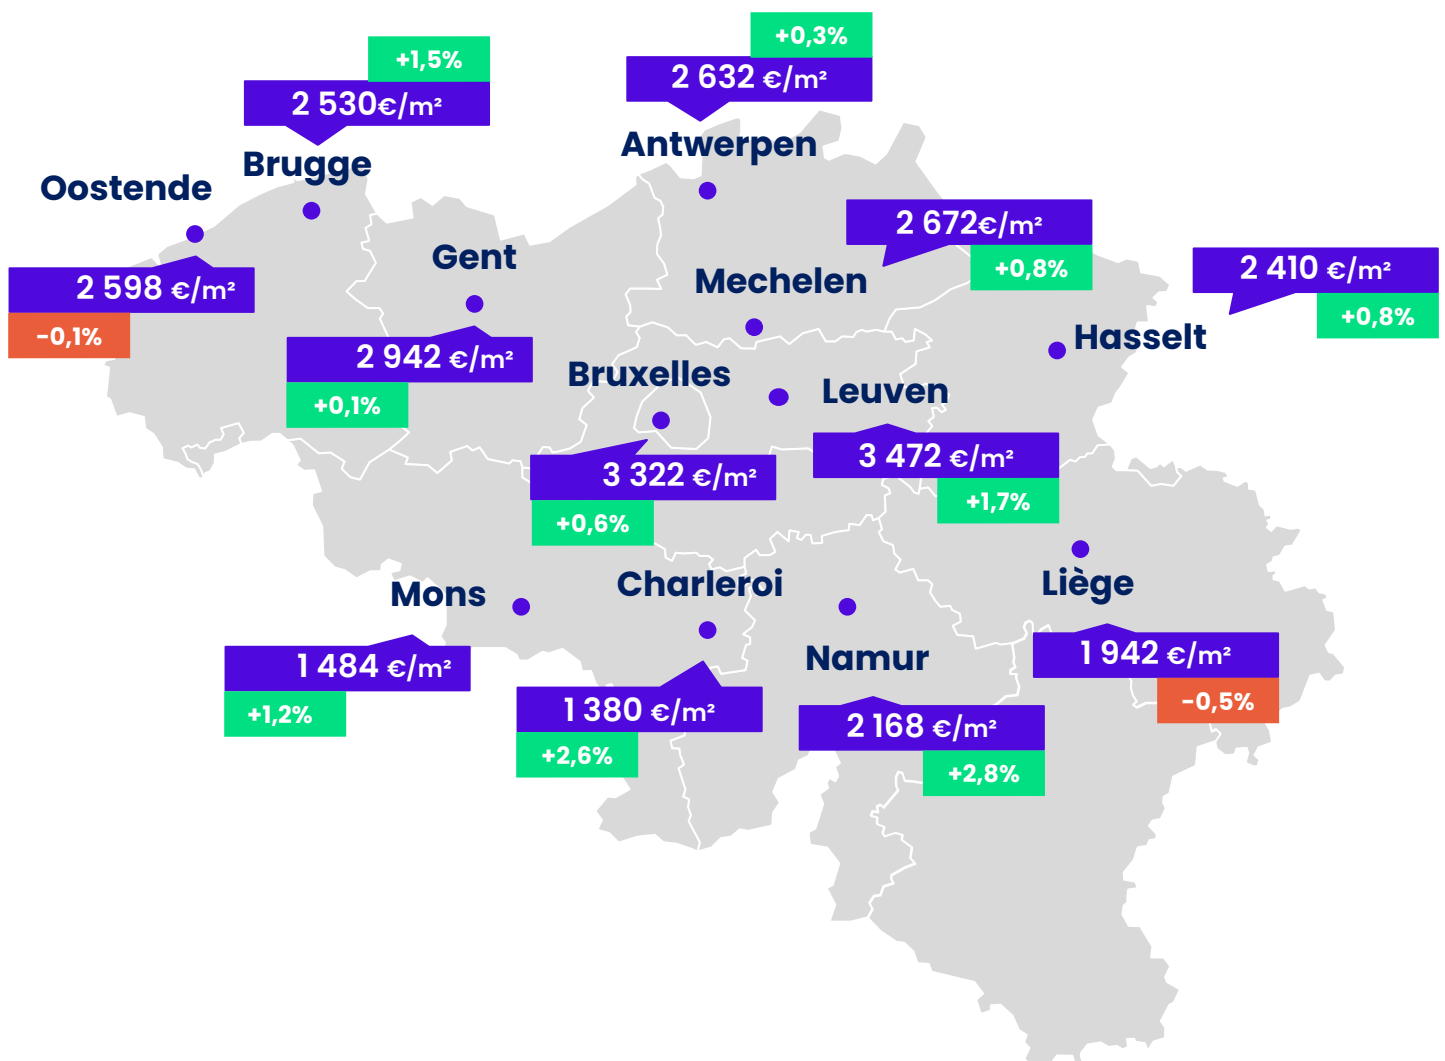 +0,3%
+1,5%
2 632 €/m²
2 530€/m²
Antwerpen
Brugge
Oostende
2 672€/m²
+0,8%
Gent
Mechelen
2 410 €/m²
+0,8%
2 598 €/m²
-0,1%
Hasselt
2 942 €/m²
+0,1%
Bruxelles
Leuven
3 472 €/m²
+1,7%
3 322 €/m²
+0,6%
Mons
Charleroi
Liège
1 484 €/m²
+1,2%
Namur
1 942 €/m²
-0,5%
1 380 €/m²
+2,6%
2 168 €/m²
+2,8%